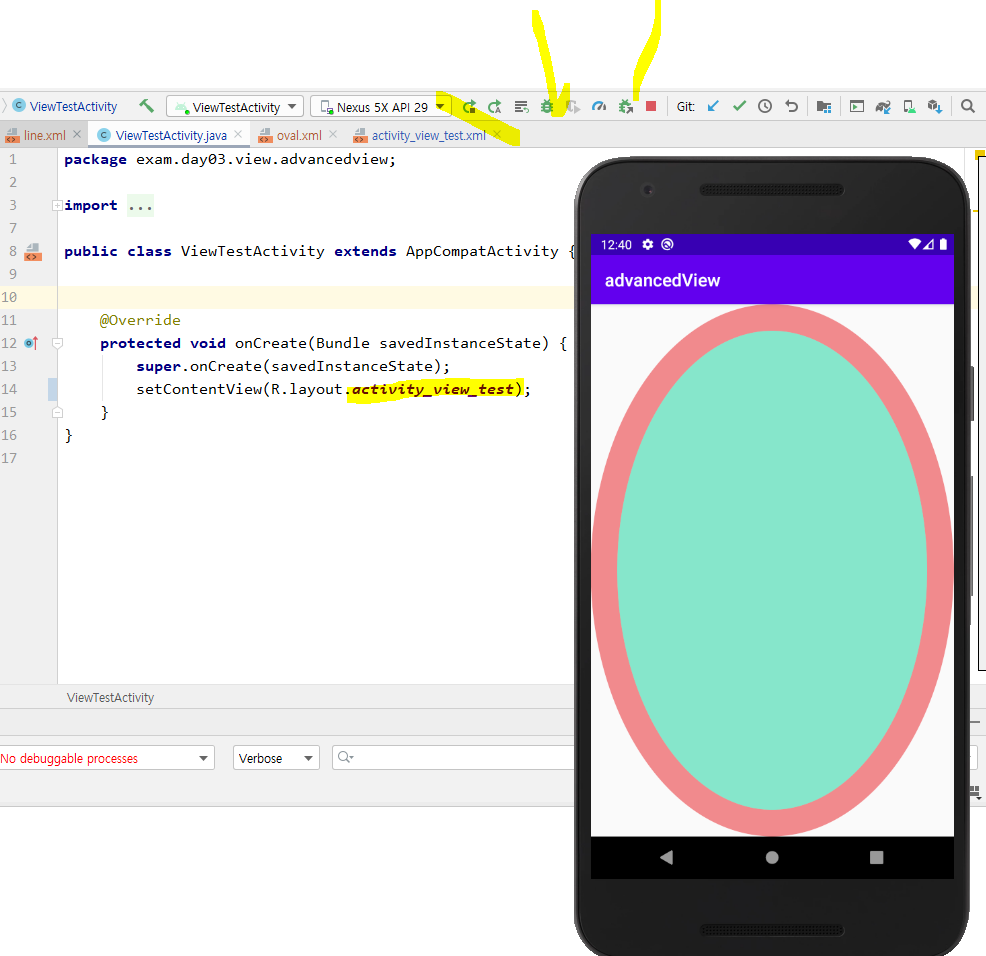 ViewTestActivity ViewTestActivity Nexus 5X API 29 Git:
line.xml ViewTestActivity.java oval.xml activity_view_test.xml
1 package exam.day03.view.advancedview;
2
3 import ...
7
8 public class ViewTestActivity extends AppCompatActivity {
9
10
11 @Override
12 protected void onCreate(Bundle savedInstanceState) {
13 super.onCreate(savedInstanceState);
14 setContentView(R.layout.activity_view_test);
15 }
16 }
17
12:40
advancedView
ViewTestActivity
No debuggable processes Verbose